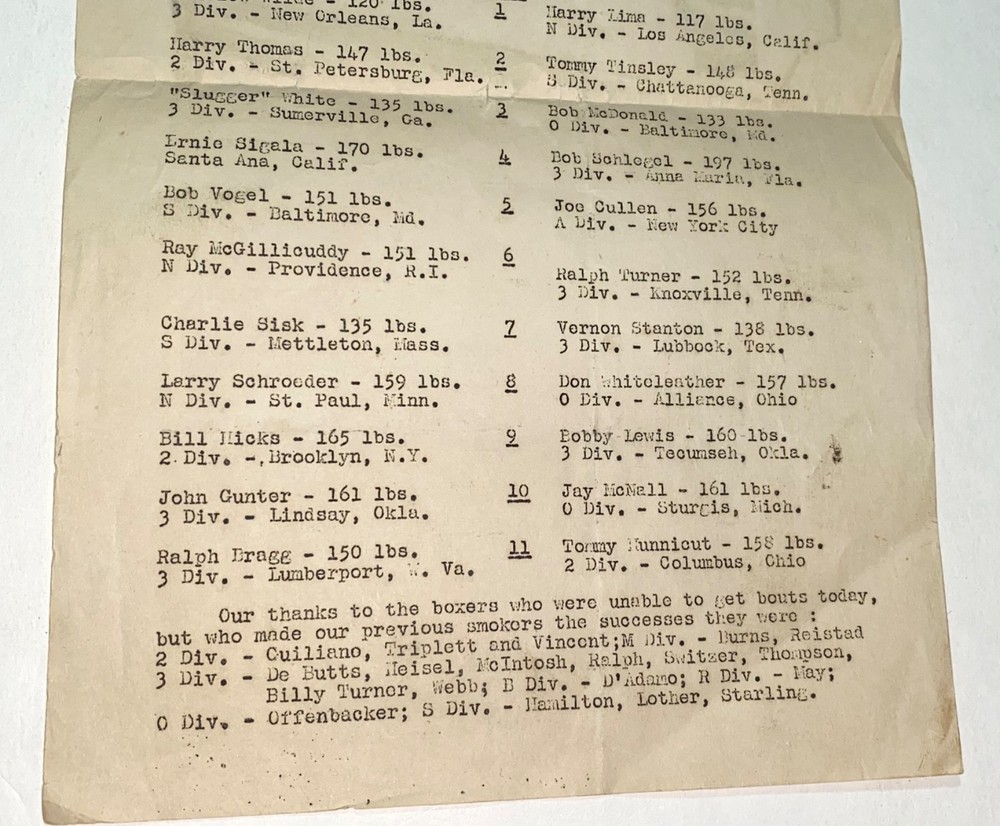 120 lbs. 1 Harry Lima - 117 lbs.
3 Div. - New Orleans, La. N Div. - Los Angeles, Calif.
Harry Thomas - 147 lbs. 2 Tommy Tinsley - 148 lbs.
2 Div. - St. Petersburg, Fla. S Div. - Chattanooga, Tenn.
"Slugger" White - 135 lbs. 3 Bob McDonald - 133 lbs.
3 Div. - Sumerville, Ga. O Div. - Baltimore, Md.
Ernie Sigala - 170 lbs. 4 Bob Schlegel - 197 lbs.
Santa Ana, Calif. 3 Div. - Anna Maria, Fla.
Bob Vogel - 151 lbs. 5 Joe Cullen - 156 lbs.
S Div. - Baltimore, Md. A Div. - New York City
Ray McGillicuddy - 151 lbs. 6
N Div. - Providence, R.I. Ralph Turner - 152 lbs.
3 Div. - Knoxville, Tenn.
Charlie Sisk - 135 lbs. 7 Vernon Stanton - 138 lbs.
S Div. - Mettleton, Mass. 3 Div. - Lubbock, Tex.
Larry Schroeder - 159 lbs. 8 Don Whiteleather - 157 lbs.
N Div. - St. Paul, Minn. O Div. - Alliance, Ohio
Bill Hicks - 165 lbs. 9 Bobby Lewis - 160 lbs.
2 Div. - Brooklyn, N.Y. 3 Div. - Tecumseh, Okla.
John Gunter - 161 lbs. 10 Jay McNall - 161 lbs.
3 Div. - Lindsay, Okla. O Div. - Sturgis, Mich.
Ralph Bragg - 150 lbs. 11 Tommy Hunnicut - 158 lbs.
3 Div. - Lumberport, W. Va. 2 Div. - Columbus, Ohio
Our thanks to the boxers who were unable to get bouts today,
but who made our previous smokers the successes they were :
2 Div. - Guiliano, Triplett and Vincent;M Div. - Burns, Reistad
3 Div. - De Butts, Heisel, McIntosh, Ralph, Switzer, Thompson,
Billy Turner, Webb; B Div. - D'Adamo; R Div. - May;
O Div. - Offenbacker; S Div. - Hamilton, Lother, Starling.